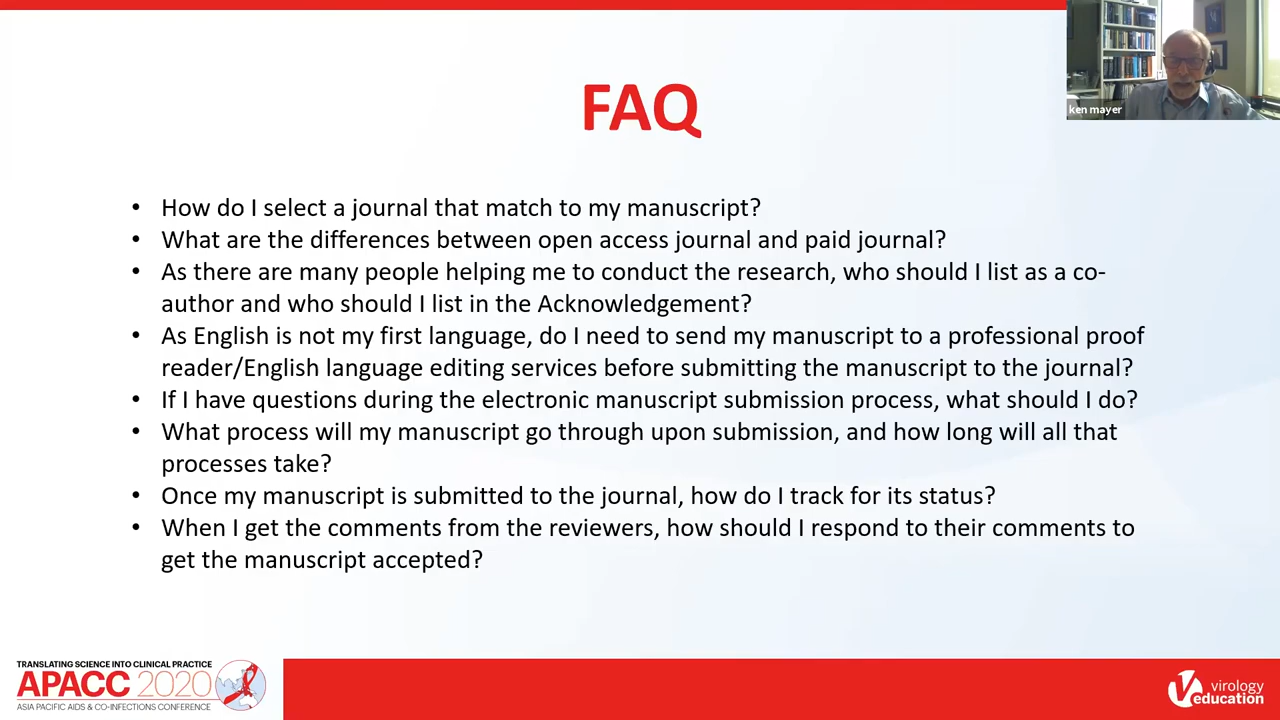 FAQ
ken mayer
• How do I select a journal that match to my manuscript?
• What are the differences between open access journal and paid journal?
• As there are many people helping me to conduct the research, who should I list as a co-
author and who should I list in the Acknowledgement?
• As English is not my first language, do I need to send my manuscript to a professional proof
reader/English language editing services before submitting the manuscript to the journal?
• If I have questions during the electronic manuscript submission process, what should I do?
• What process will my manuscript go through upon submission, and how long will all that
processes take?
• Once my manuscript is submitted to the journal, how do I track for its status?
• When I get the comments from the reviewers, how should I respond to their comments to
get the manuscript accepted?
TRANSLATING SCIENCE INTO CLINICAL PRACTICE
APACC 2020
ASIA PACIFIC AIDS & CO-INFECTIONS CONFERENCE
virology
education